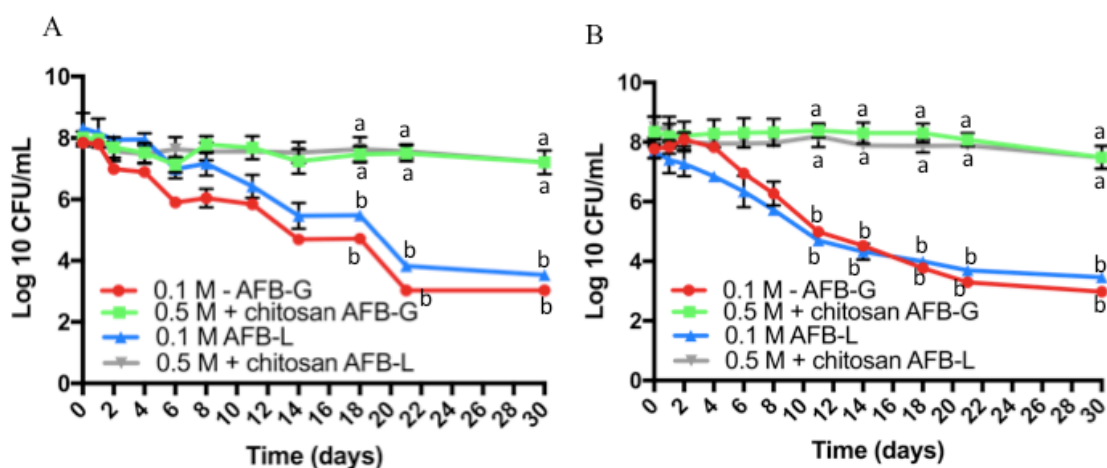 A
Log 10 CFU/mL
10
8
6
4
2
0
a a a
a a a
b b b
b b b
0.1 M - AFB-G
0.5 M + chitosan AFB-G
0.1 M AFB-L
0.5 M + chitosan AFB-L
0 2 4 6 8 10 12 14 16 18 20 22 24 26 28 30
Time (days)
B
Log 10 CFU/mL
10
8
6
4
2
0
a a a a a
a a a a a
b b b b b
b b b b b
0.1 M - AFB-G
0.5 M + chitosan AFB-G
0.1 M AFB-L
0.5 M + chitosan AFB-L
0 2 4 6 8 10 12 14 16 18 20 22 24 26 28 30
Time (days)